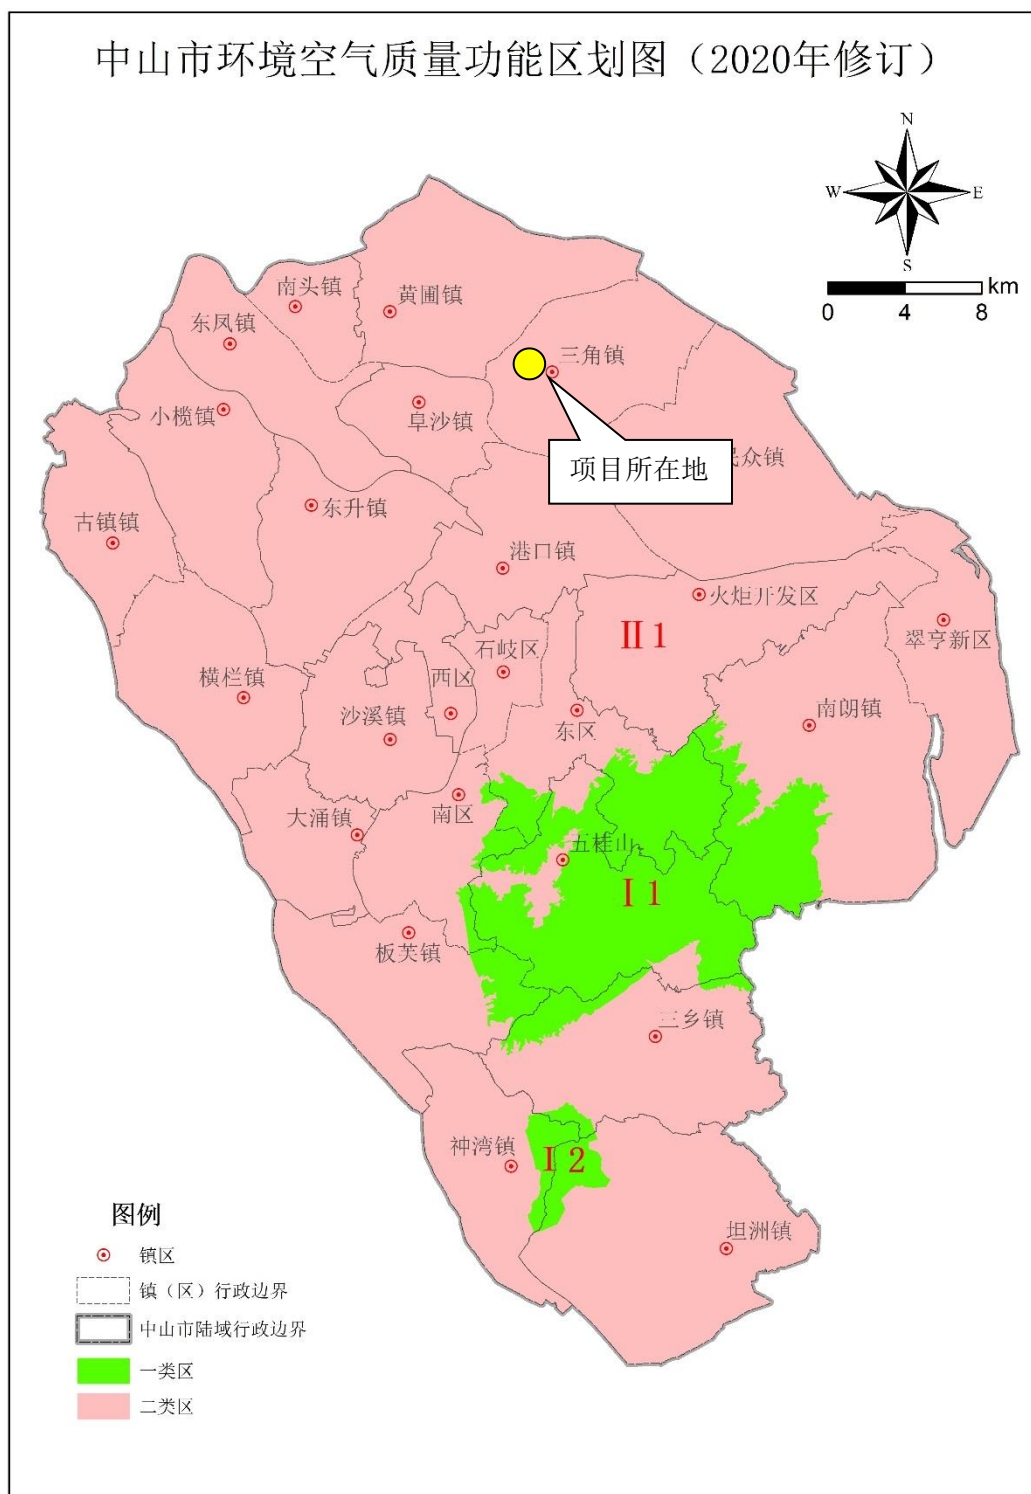 中山市环境空气质量功能区划图（2020年修订）
N
W
E
S
km
0 4 8
南头镇
黄圃镇
东凤镇
三角镇
小榄镇
阜沙镇
项目所在地
民众镇
东升镇
古镇镇
港口镇
火炬开发区
Ⅱ1
翠亨新区
石岐区
横栏镇
西区
沙溪镇
东区
南朗镇
南区
大涌镇
五桂山
Ⅰ1
板芙镇
三乡镇
神湾镇
Ⅰ2
坦洲镇
图例
镇区
镇（区）行政边界
中山市陆域行政边界
一类区
二类区